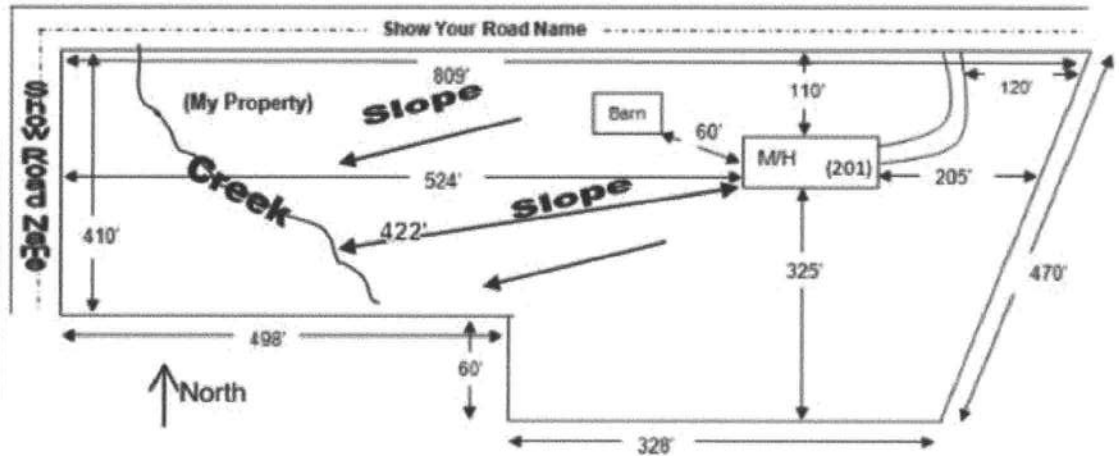 Show Your Road Name
Show Road Name
809'
(My Property)
Slope
Barn
110'
120'
60'
M/H
(201)
Creek
524'
Slope
205'
410'
422'
325'
470'
498'
60'
North
328'